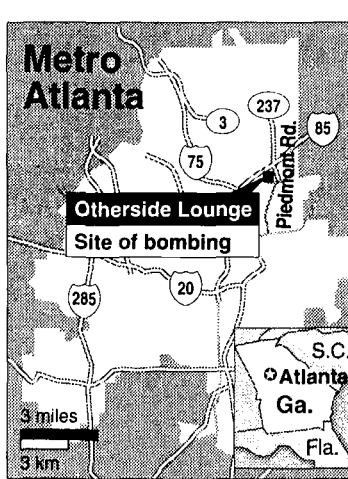 Metro
Atlanta
3
237
85
75
Piedmont Rd.
Otherside Lounge
Site of bombing
20
285
S.C.
Atlanta
Ga.
Fla.
3 miles
3 km